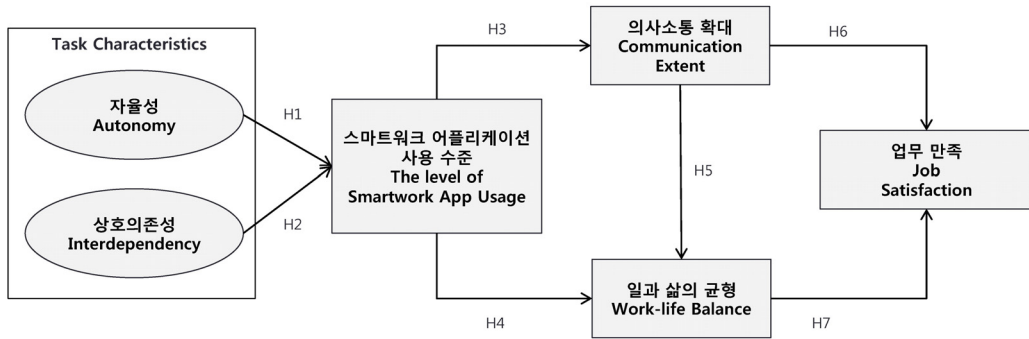 Task Characteristics
자율성
Autonomy
상호의존성
Interdependency
H1
H2
스마트워크 어플리케이션
사용 수준
The level of
Smartwork App Usage
H3
H4
의사소통 확대
Communication
Extent
H5
일과 삶의 균형
Work-life Balance
H6
H7
업무 만족
Job
Satisfaction